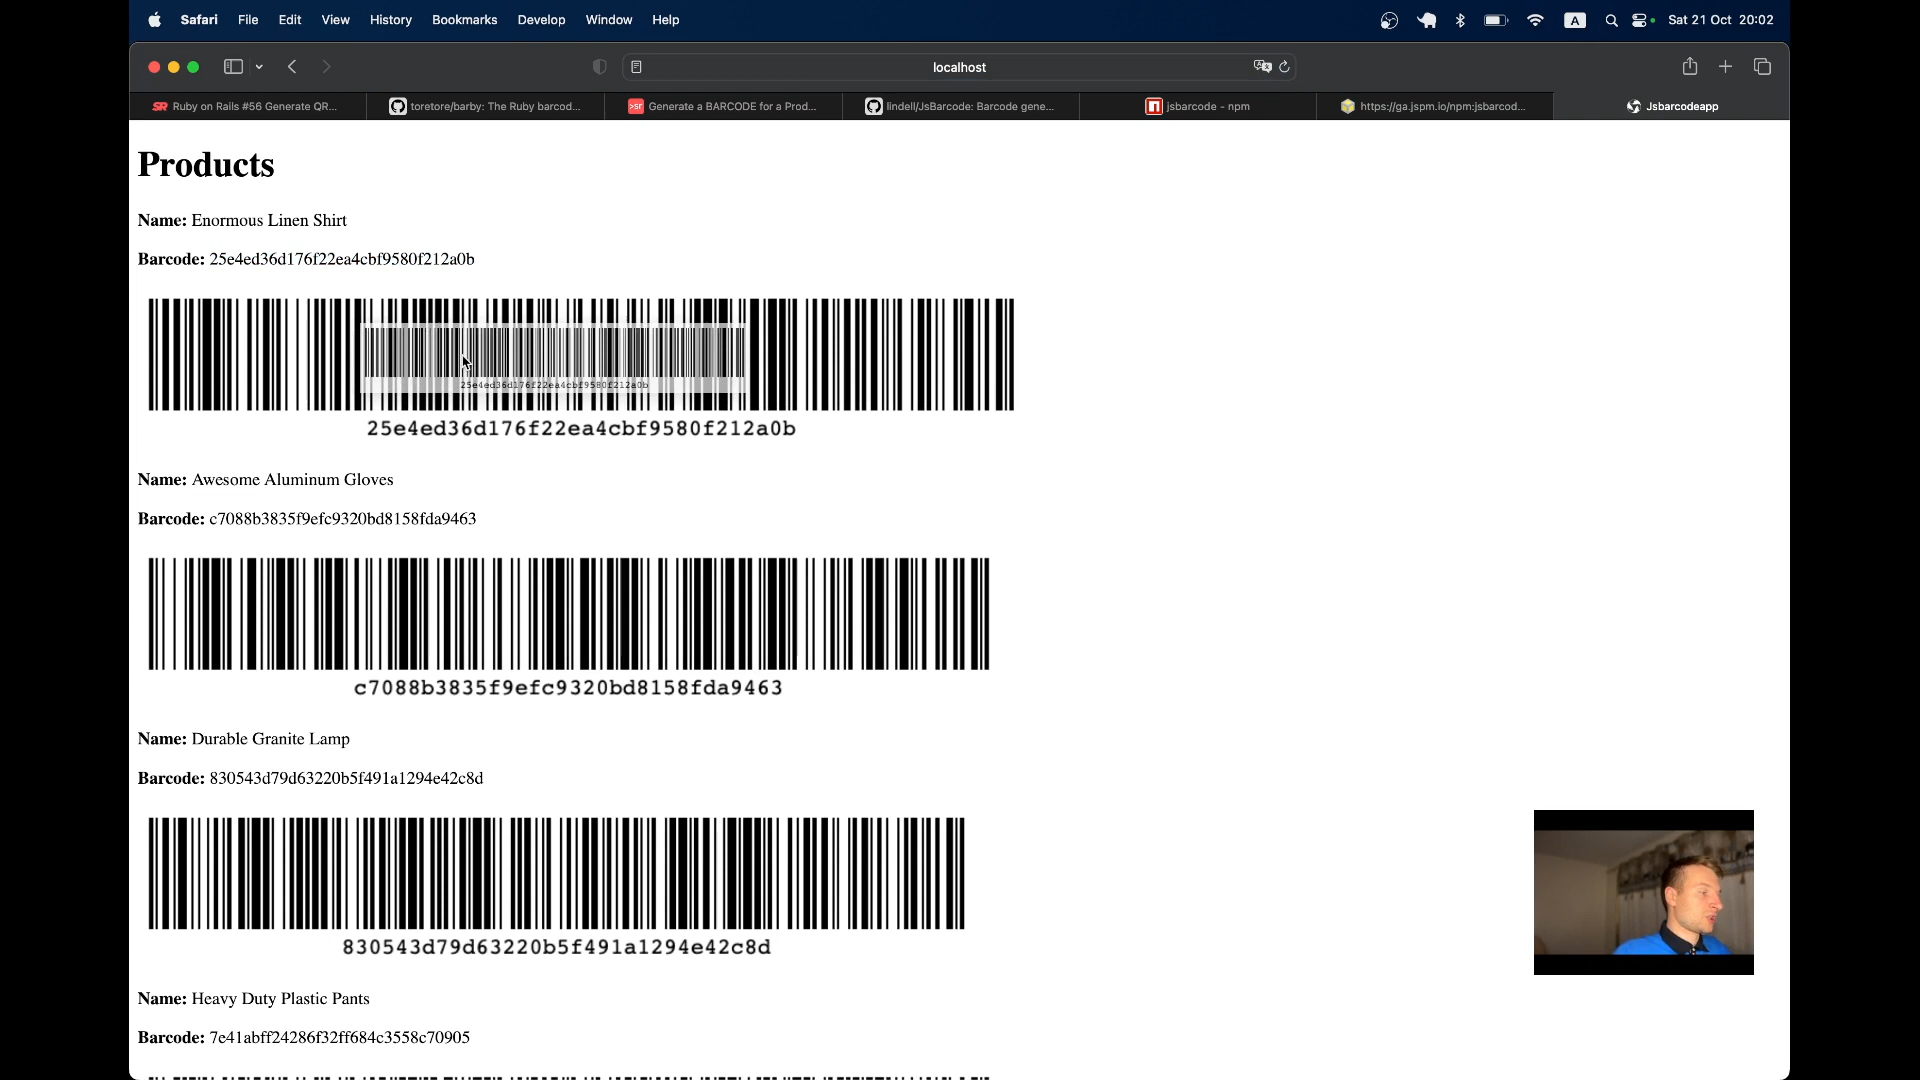 Safari File Edit View History Bookmarks Develop Window Help A Sat 21 Oct 20:02
localhost
Ruby on Rails #56 Generate QR... toretore/barby: The Ruby barcod... >sr Generate a BARCODE for a Prod... lindell/JsBarcode: Barcode gene... jsbarcode - npm https://ga.jspm.io/npm:jsbarcod... Jsbarcodeapp
Products
Name: Enormous Linen Shirt
Barcode: 25e4ed36d176f22ea4cbf9580f212a0b
25e4ed36d176f22ea4cbf9580f212a0b
25e4ed36d176f22ea4cbf9580f212a0b
Name: Awesome Aluminum Gloves
Barcode: c7088b3835f9efc9320bd8158fda9463
c7088b3835f9efc9320bd8158fda9463
Name: Durable Granite Lamp
Barcode: 830543d79d63220b5f491a1294e42c8d
830543d79d63220b5f491a1294e42c8d
Name: Heavy Duty Plastic Pants
Barcode: 7e41abff24286f32ff684c3558c70905